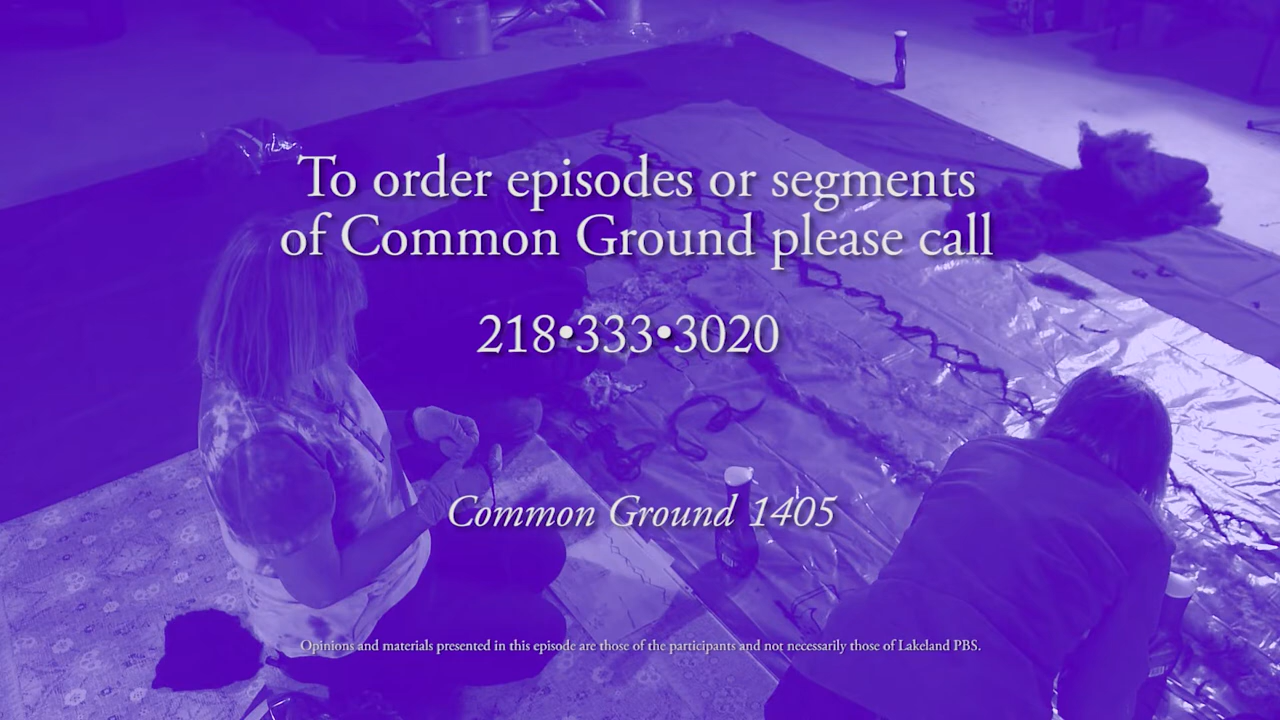 To order episodes or segments
of Common Ground please call
218•333•3020
Common Ground 1405
Opinions and materials presented in this episode are those of the participants and not necessarily those of Lakeland PBS.